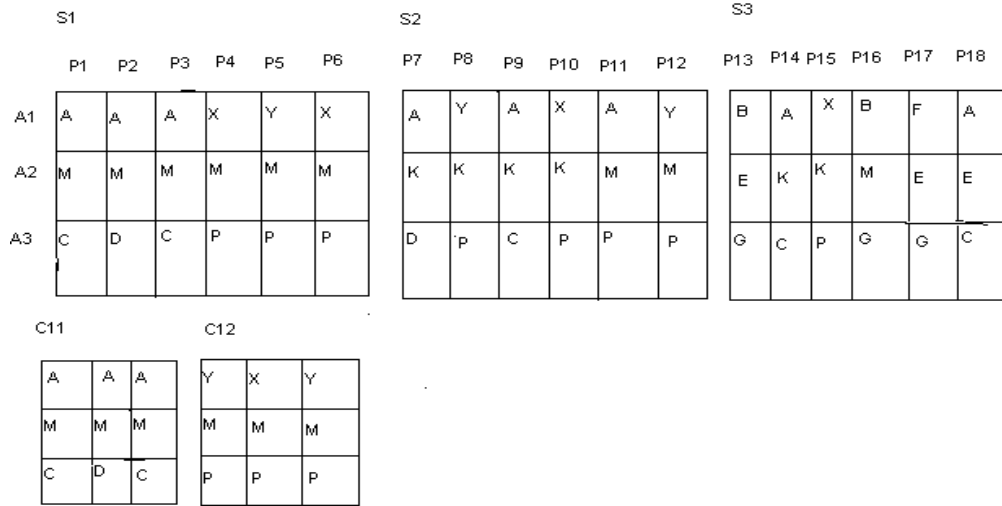 S1 S2 S3
P1 P2 P3 P4 P5 P6 P7 P8 P9 P10 P11 P12 P13 P14 P15 P16 P17 P18
A1 A A A X Y X A Y A X A Y B A X B F A
A2 M M M M M M K K K K M M E K K M E E
A3 C D C P P P D P C P P P G C P G G C
C11 C12
A A A Y X Y
M M M M M M
C D C P P P